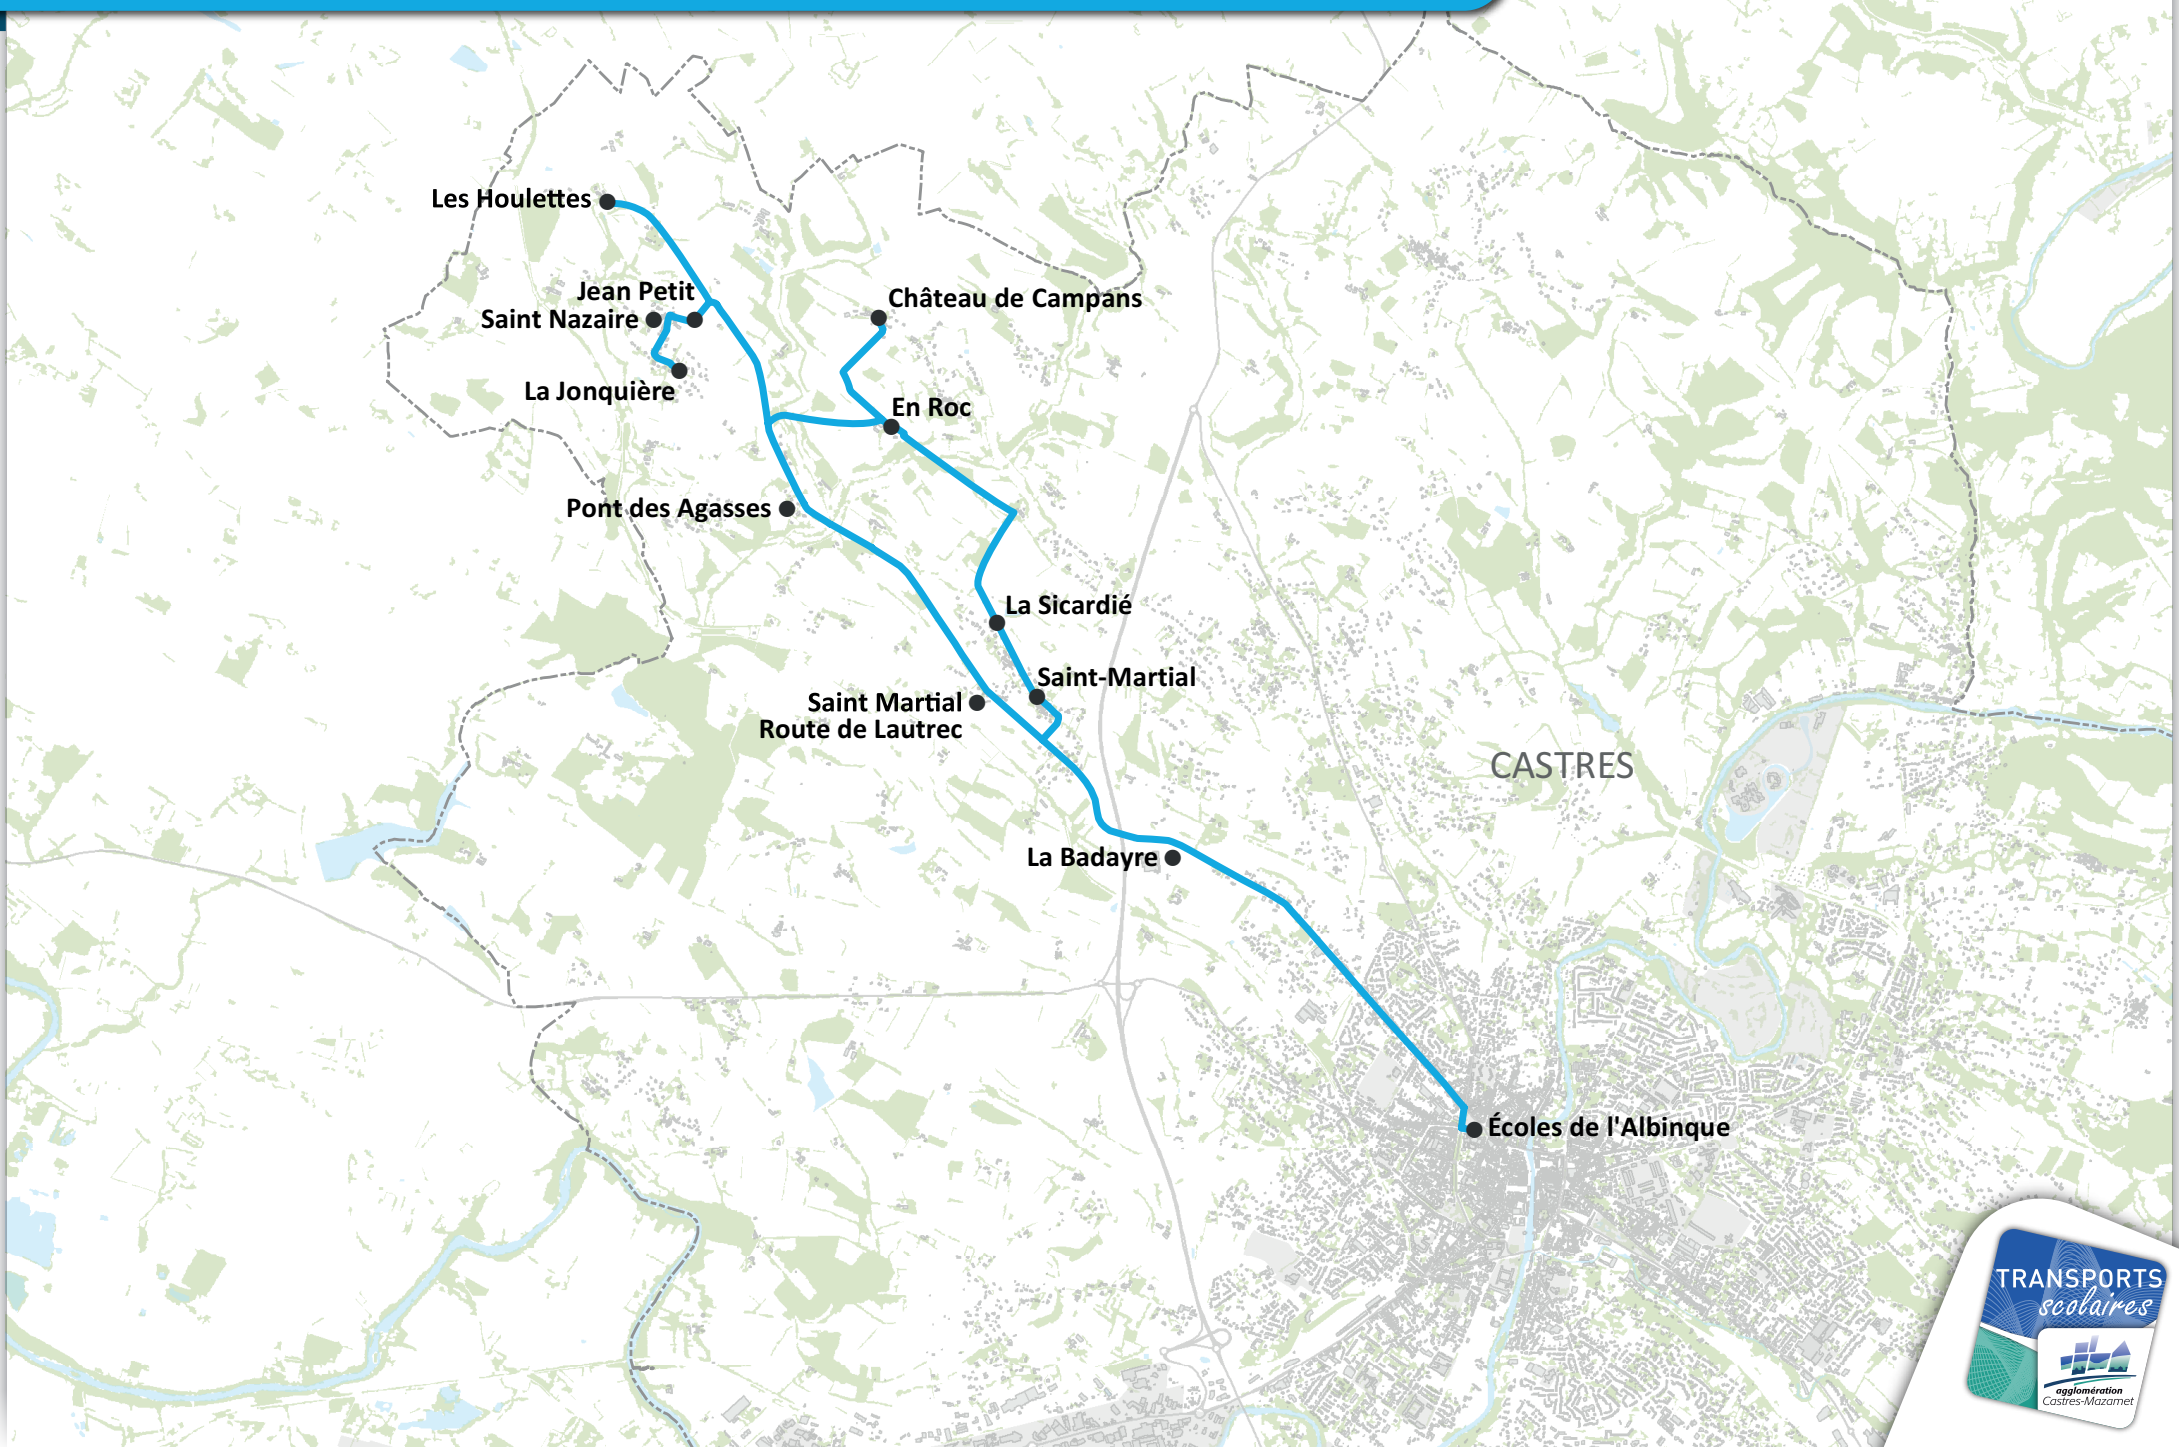 Les Houlettes
Jean Petit
Château de Campans
Saint Nazaire
La Jonquière
En Roc
Pont des Agasses
La Sicardié
Saint-Martial
Saint Martial
Route de Lautrec
CASTRES
La Badayre
Écoles de l'Albinque
TRANSPORTS
scolaires
agglomération
Castres-Mazamet